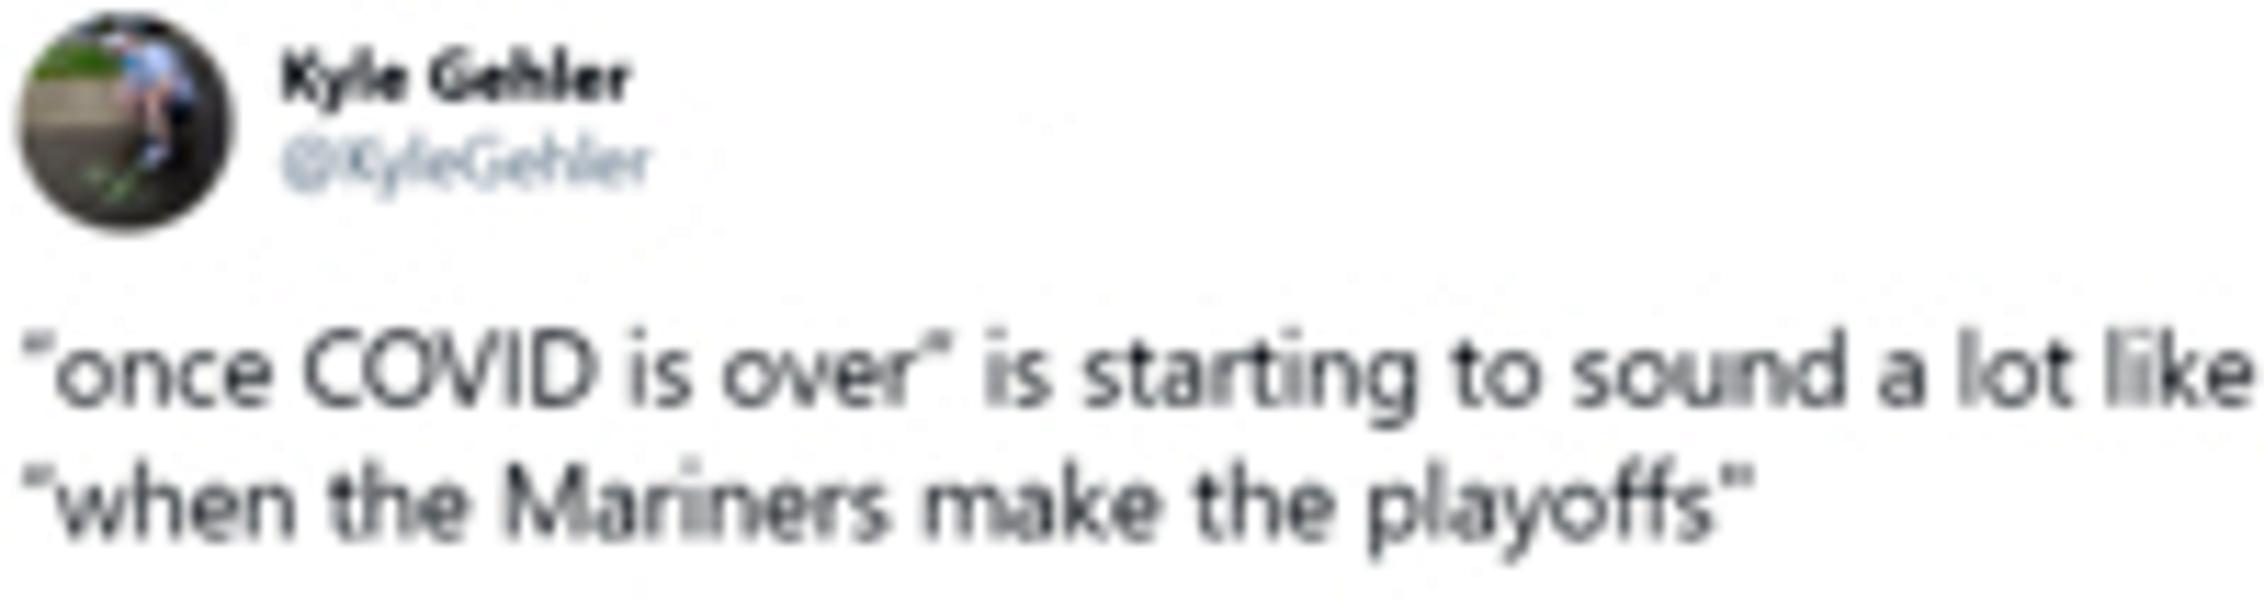 Kyle Gehler
@KyleGehler
"once COVID is over" is starting to sound a lot like
"when the Mariners make the playoffs"